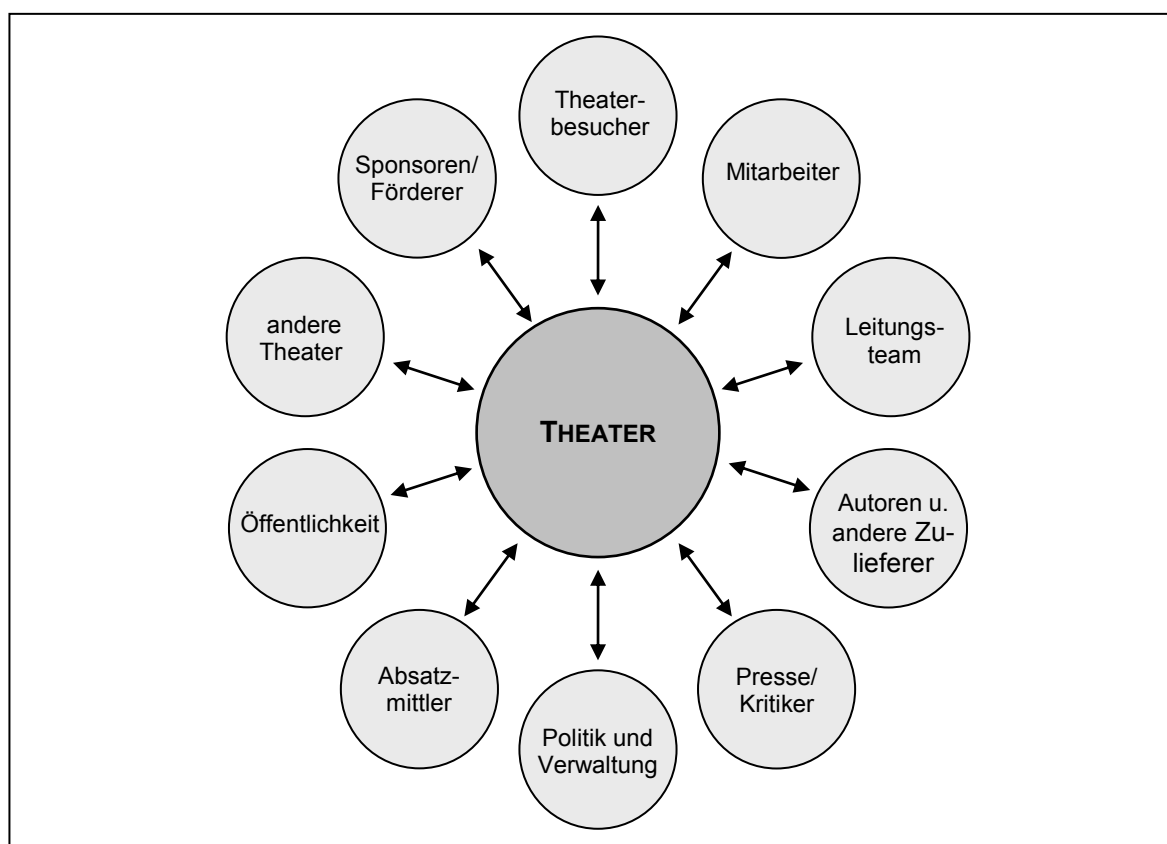 Theater-
besucher
Mitarbeiter
Leitungs-
team
Autoren u.
andere Zu-
lieferer
Presse/
Kritiker
Politik und
Verwaltung
Absatz-
mittler
Öffentlichkeit
andere
Theater
Sponsoren/
Förderer
THEATER